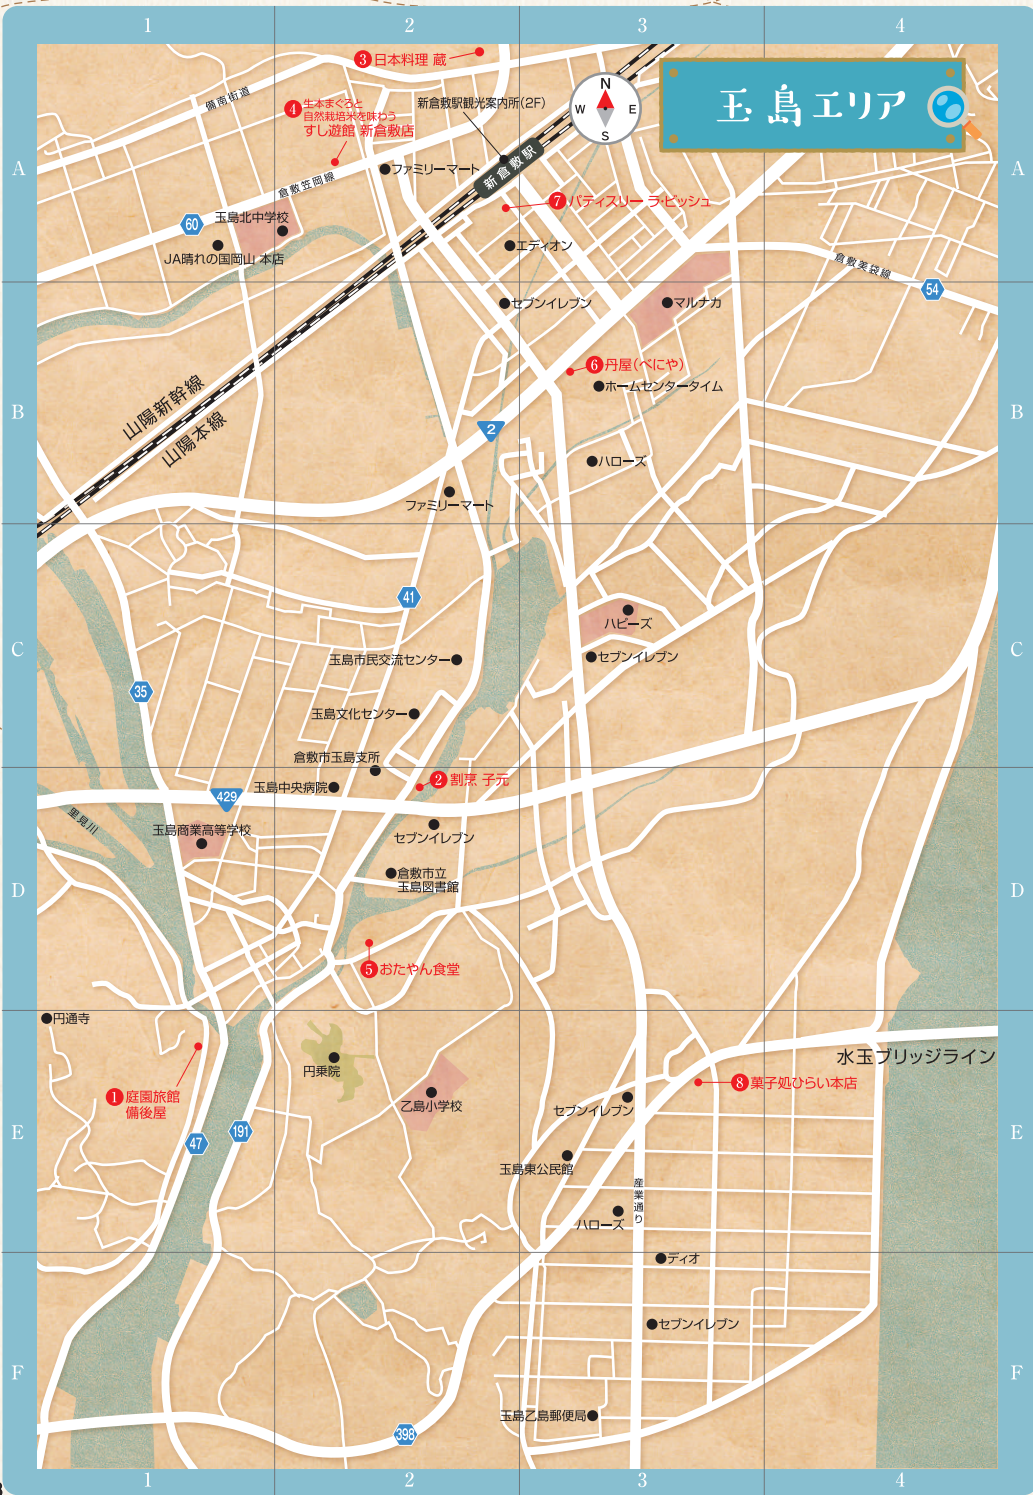 1
2
3
4
玉島エリア
N
W
E
S
A
A
3 日本料理 蔵
備南街道
4 生本まぐろと
自然栽培米を味わう
すし遊館 新倉敷店
新倉敷駅観光案内所(2F)
ファミリーマート
新倉敷駅
倉敷笠岡線
7 パティスリー ラ・ビッシュ
60
玉島北中学校
JA晴れの国岡山 本店
エディオン
倉敷美袋線
54
セブンイレブン
マルナカ
6 丹屋(べにや)
ホームセンタータイム
山陽新幹線
山陽本線
B
B
2
ハローズ
ファミリーマート
41
ハピーズ
C
C
玉島市民交流センター
セブンイレブン
35
玉島文化センター
倉敷市玉島支所
玉島中央病院
2 割烹 子元
429
里見川
玉島商業高等学校
セブンイレブン
倉敷市立
玉島図書館
D
D
5 おたやん食堂
円通寺
円乗院
水玉ブリッジライン
1 庭園旅館
備後屋
乙島小学校
8 菓子処ひらい本店
セブンイレブン
47
191
E
E
玉島東公民館
産業通り
ハローズ
ディオ
セブンイレブン
F
F
玉島乙島郵便局
398
1
2
3
4